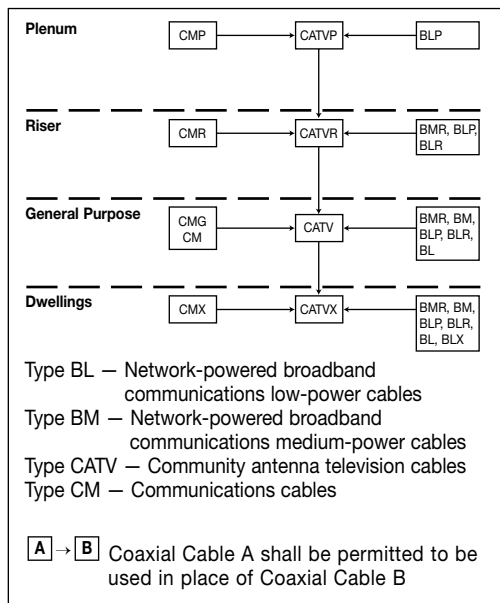 Plenum
CMP
CATVP
BLP
Riser
CMR
CATVR
BMR, BLP,
BLR
General Purpose
CMG
CM
CATV
BMR, BM,
BLP, BLR,
BL
Dwellings
CMX
CATVX
BMR, BM,
BLP, BLR,
BL, BLX
Type BL — Network-powered broadband
communications low-power cables
Type BM — Network-powered broadband
communications medium-power cables
Type CATV — Community antenna television cables
Type CM — Communications cables
A → B Coaxial Cable A shall be permitted to be
used in place of Coaxial Cable B